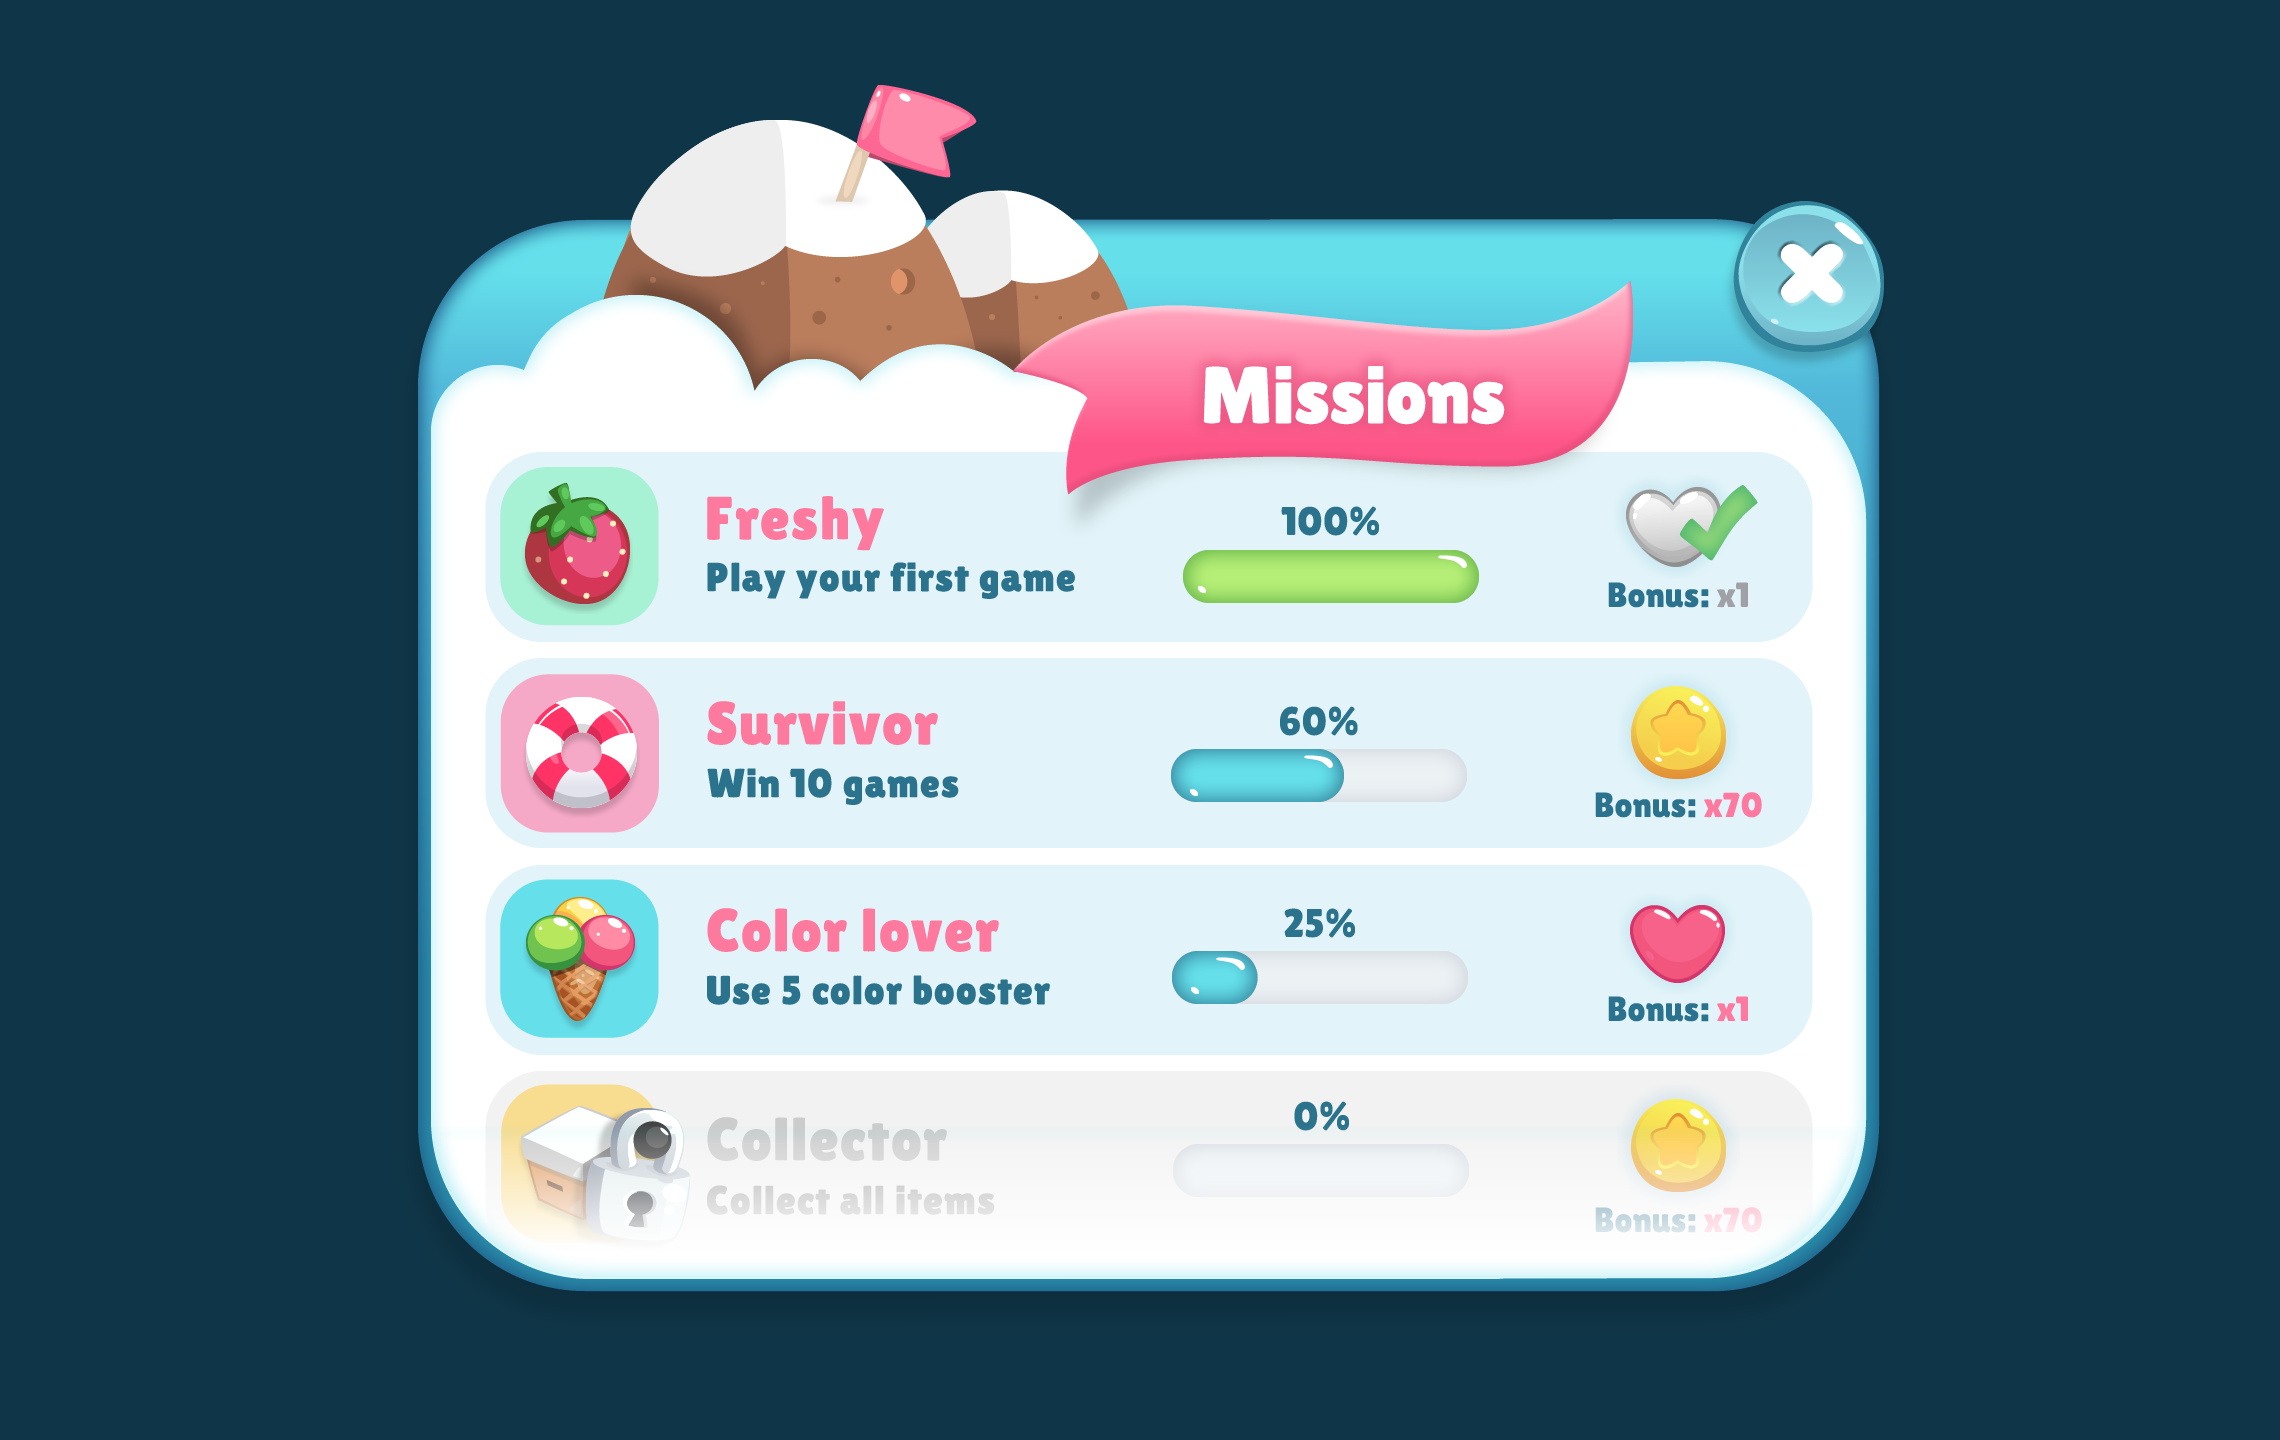 Missions
Freshy
Play your first game
100%
Bonus: x1
Survivor
Win 10 games
60%
Bonus: x70
Color lover
Use 5 color booster
25%
Bonus: x1
Collector
Collect all items
0%
Bonus: x70